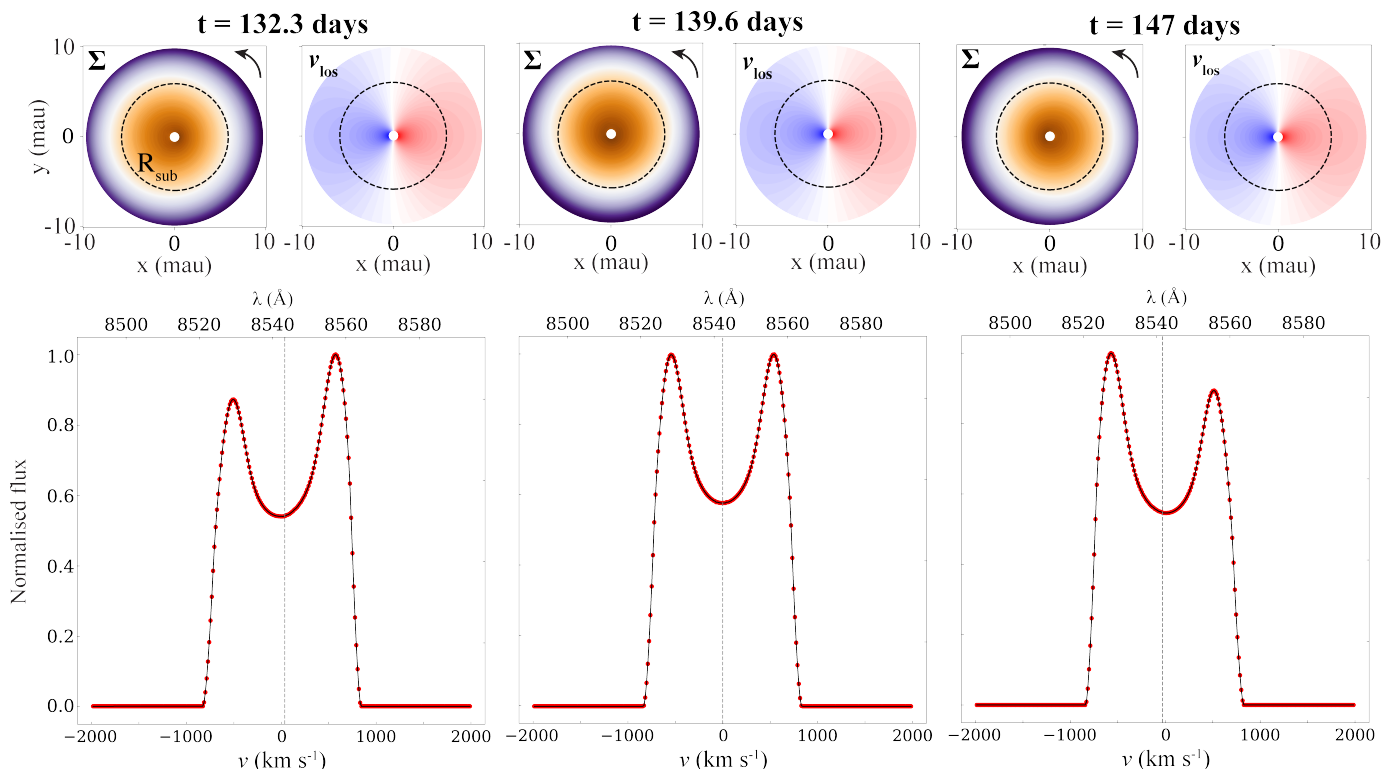 t = 132.3 days
t = 139.6 days
t = 147 days
Σ
v_los
Σ
v_los
Σ
v_los
10
0
-10
y (mau)
R_sub
-10 0 10
x (mau)
-10 0 10
x (mau)
-10 0 10
x (mau)
-10 0 10
x (mau)
-10 0 10
x (mau)
-10 0 10
x (mau)
λ (Å)
8500 8520 8540 8560 8580
λ (Å)
8500 8520 8542 8560 8580
λ (Å)
8500 8520 8540 8560 8580
Normalised flux
1.0
0.8
0.6
0.4
0.2
0.0
−2000 −1000 0 1000 2000
v (km s⁻¹)
−2000 −1000 0 1000 2000
v (km s⁻¹)
−2000 −1000 0 1000 2000
v (km s⁻¹)